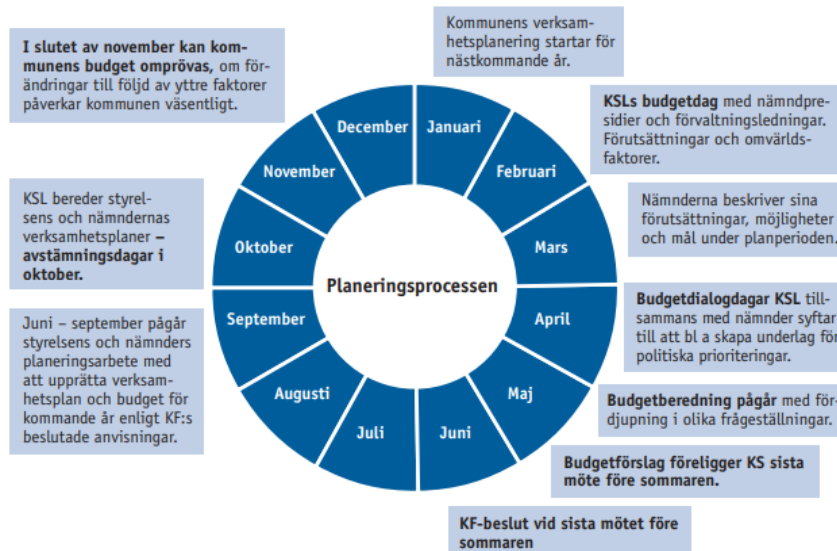 Kommunens verksam-
hetsplanering startar för
nästkommande år.
I slutet av november kan kom-
munens budget omprövas, om för-
ändringar till följd av yttre faktorer
påverkar kommunen väsentligt.
KSLs budgetdag med nämndpre-
sidier och förvaltningsledningar.
Förutsättningar och omvärlds-
faktorer.
December
Januari
November
Februari
KSL bereder styrel-
sens och nämndernas
verksamhetsplaner –
avstämningsdagar i
oktober.
Nämnderna beskriver sina
förutsättningar, möjligheter
och mål under planperioden.
Oktober
Mars
Planeringsprocessen
September
April
Budgetdialogdagar KSL till-
sammans med nämnder syftar
till att bl a skapa underlag för
politiska prioriteringar.
Juni – september pågår
styrelsens och nämnders
planeringsarbete med
att upprätta verksam-
hetsplan och budget för
kommande år enligt KF:s
beslutade anvisningar.
Augusti
Maj
Juli
Juni
Budgetberedning pågår med för-
djupning i olika frågeställningar.
Budgetförslag föreligger KS sista
möte före sommaren.
KF-beslut vid sista mötet före
sommaren